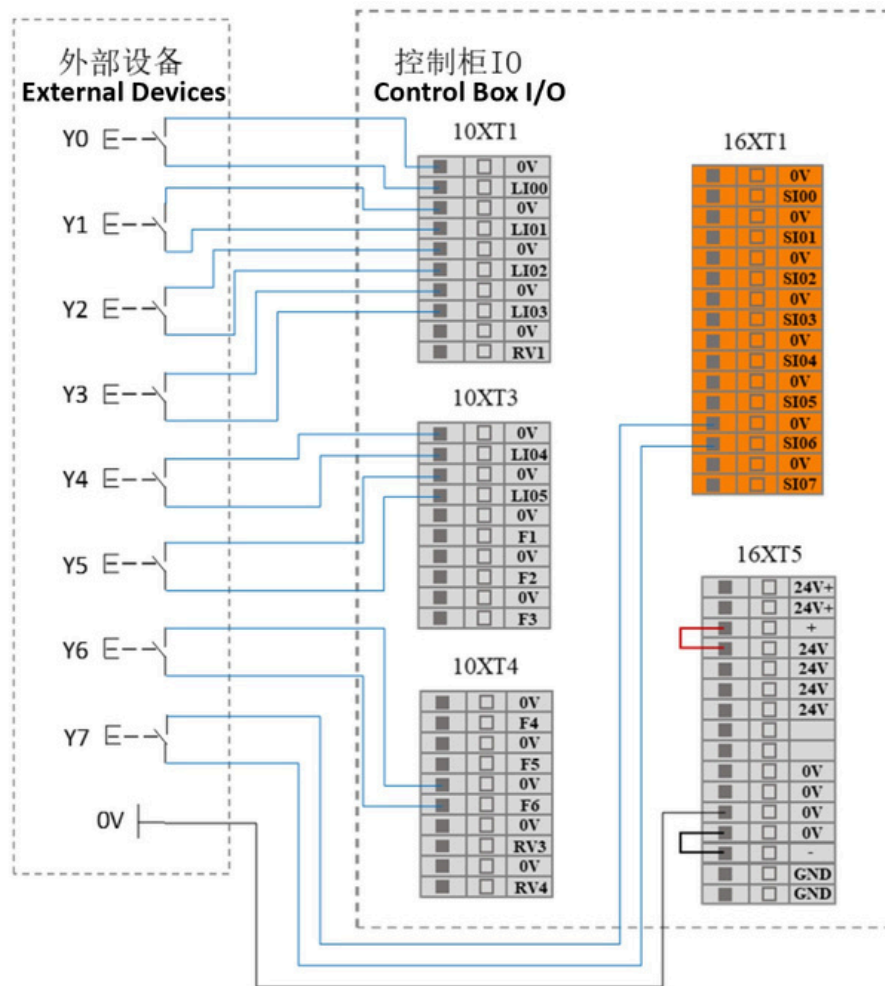 外部设备
External Devices
Y0
Y1
Y2
Y3
Y4
Y5
Y6
Y7
0V
控制柜IO
Control Box I/O
10XT1
0V
LI00
0V
LI01
0V
LI02
0V
LI03
0V
RV1
10XT3
0V
LI04
0V
LI05
0V
F1
0V
F2
0V
F3
10XT4
0V
F4
0V
F5
0V
F6
0V
RV3
0V
RV4
16XT1
0V
SI00
0V
SI01
0V
SI02
0V
SI03
0V
SI04
0V
SI05
0V
SI06
0V
SI07
16XT5
24V+
24V+
+
24V
24V
24V
24V
0V
0V
0V
0V
-
GND
GND